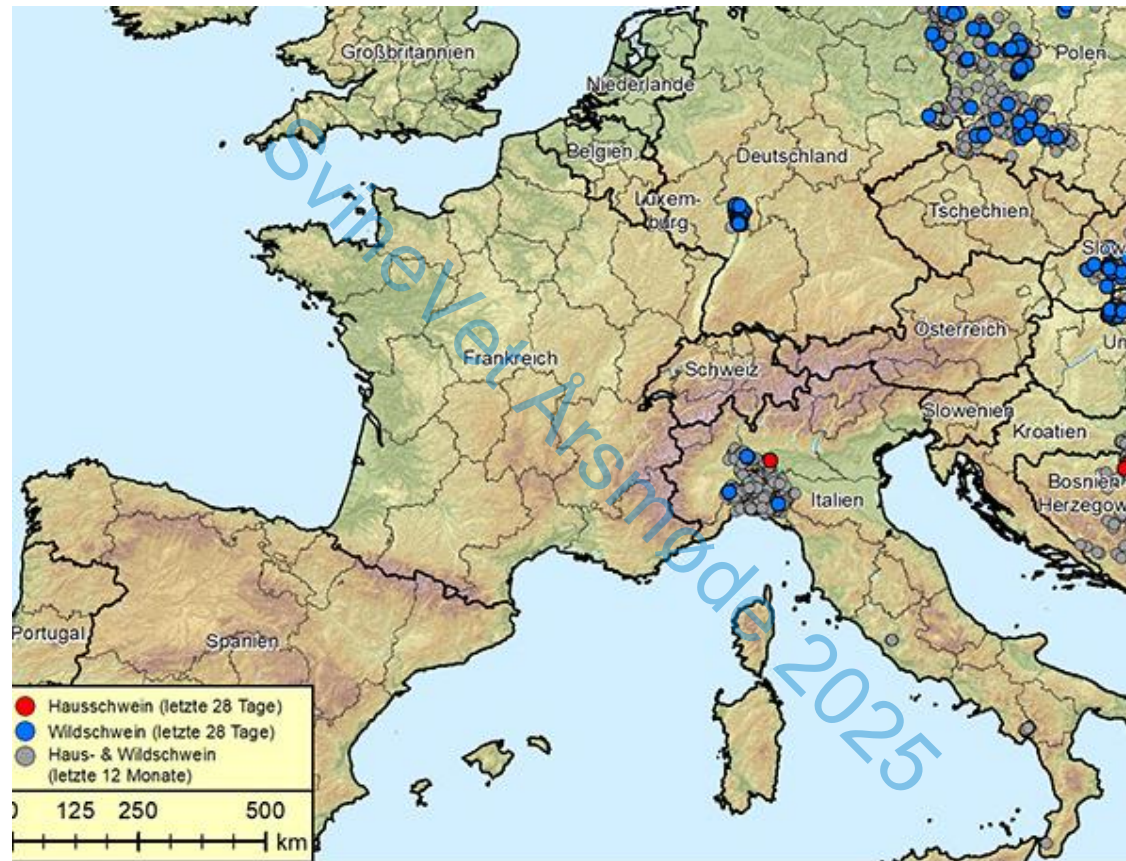 Großbritannien
Niederlande
Polen
Belgien
Deutschland
Luxem-
burg
Tschechien
Slow
Österreich
Un
Frankreich
Schweiz
Slowenien
Kroatien
Bosnien
Herzegow
Italien
Portugal
Spanien
SvineVet Årsmøde 2025
Hausschwein (letzte 28 Tage)
Wildschwein (letzte 28 Tage)
Haus- & Wildschwein
(letzte 12 Monate)
0 125 250 500
km